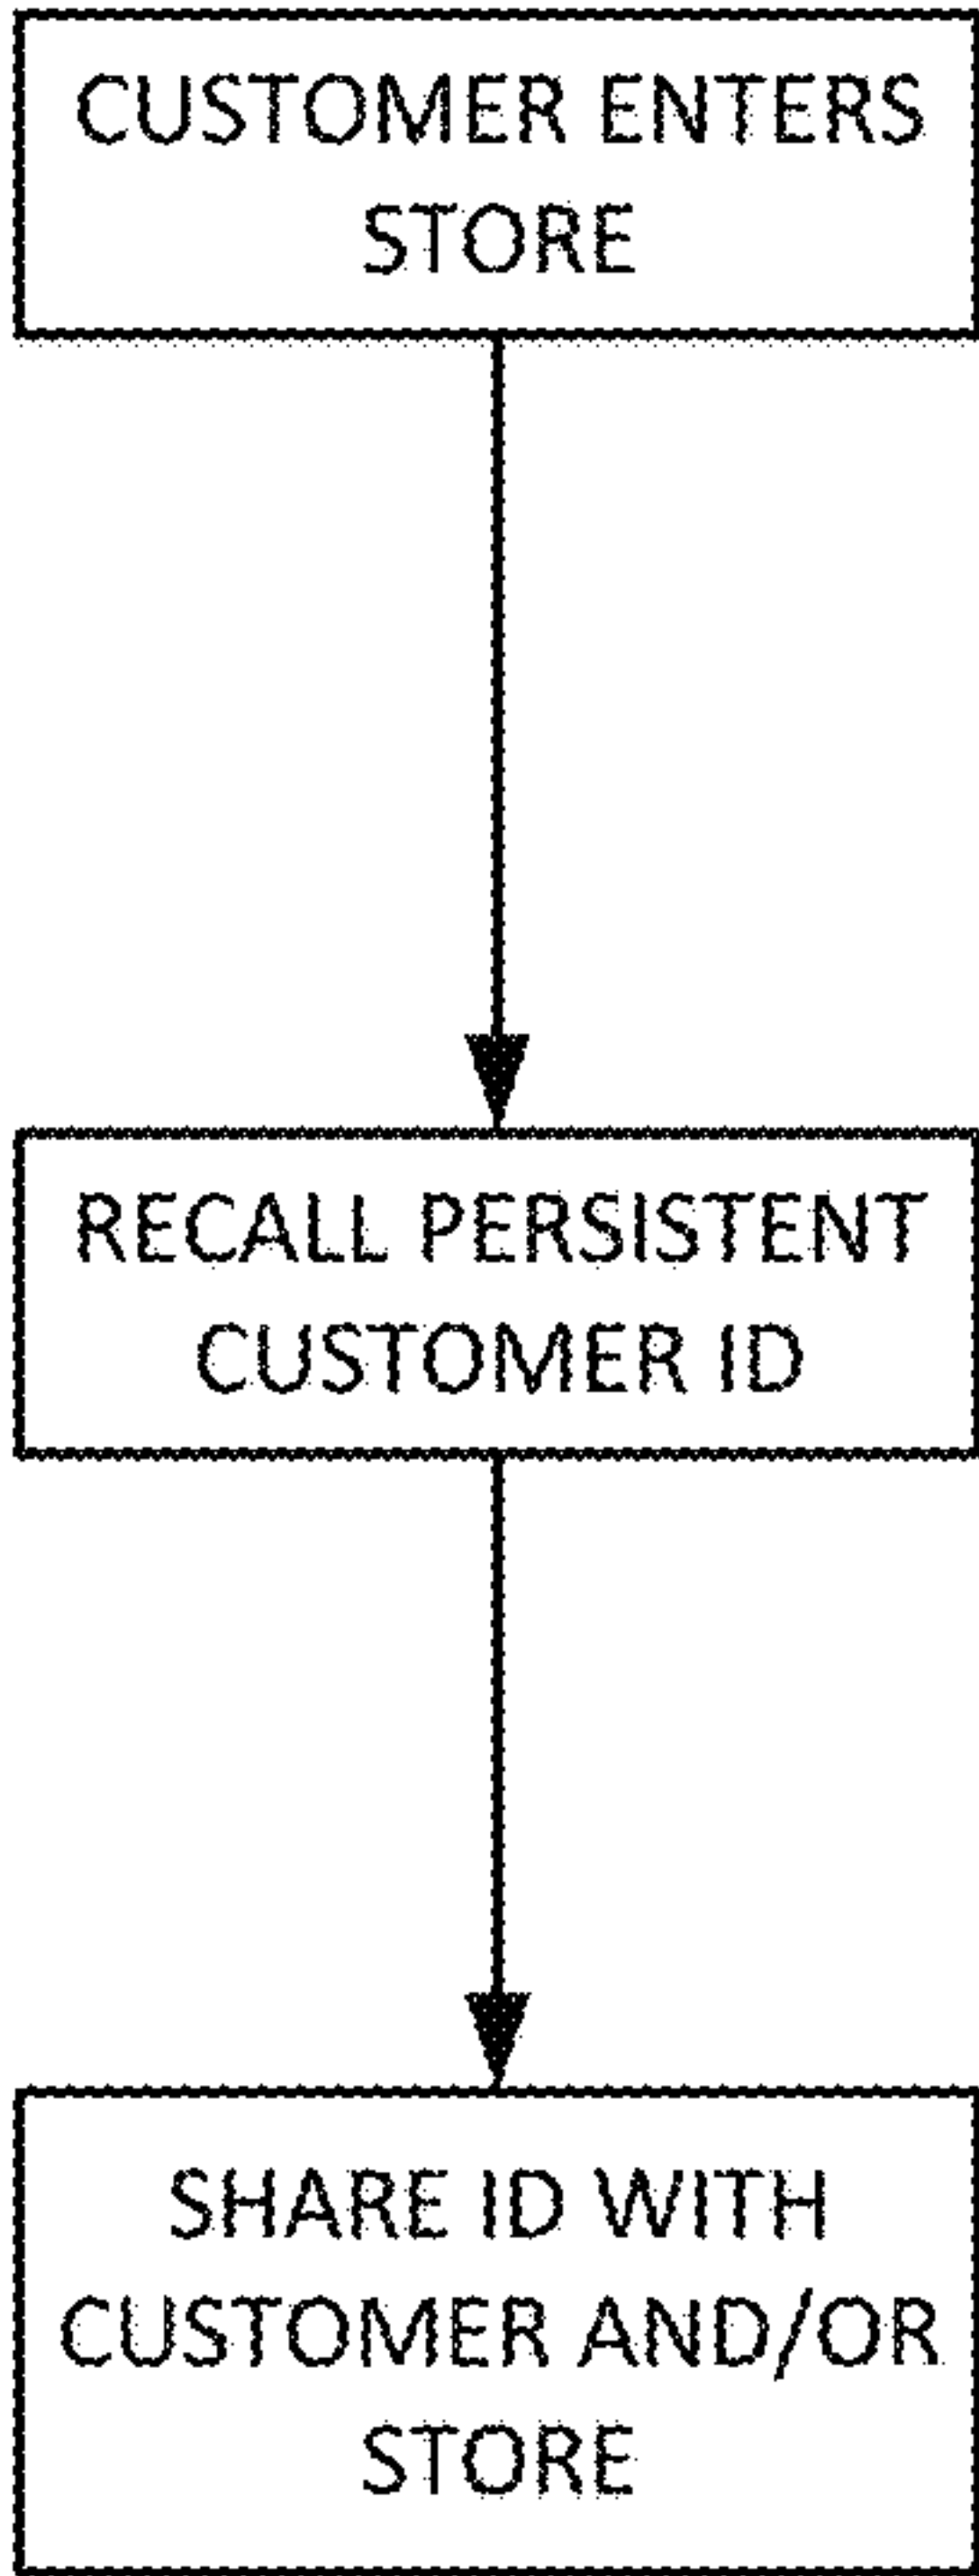 CUSTOMER ENTERS
STORE
RECALL PERSISTENT
CUSTOMER ID
SHARE ID WITH
CUSTOMER AND/OR
STORE